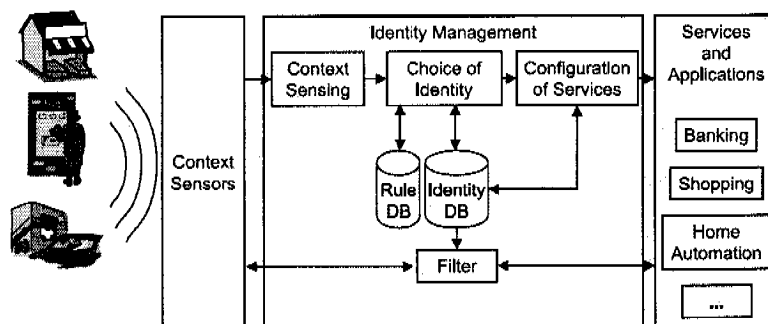 Identity Management
Services
and
Applications
Context
Sensing
Choice of
Identity
Configuration
of Services
Context
Sensors
Rule
DB
Identity
DB
Filter
Banking
Shopping
Home
Automation
...